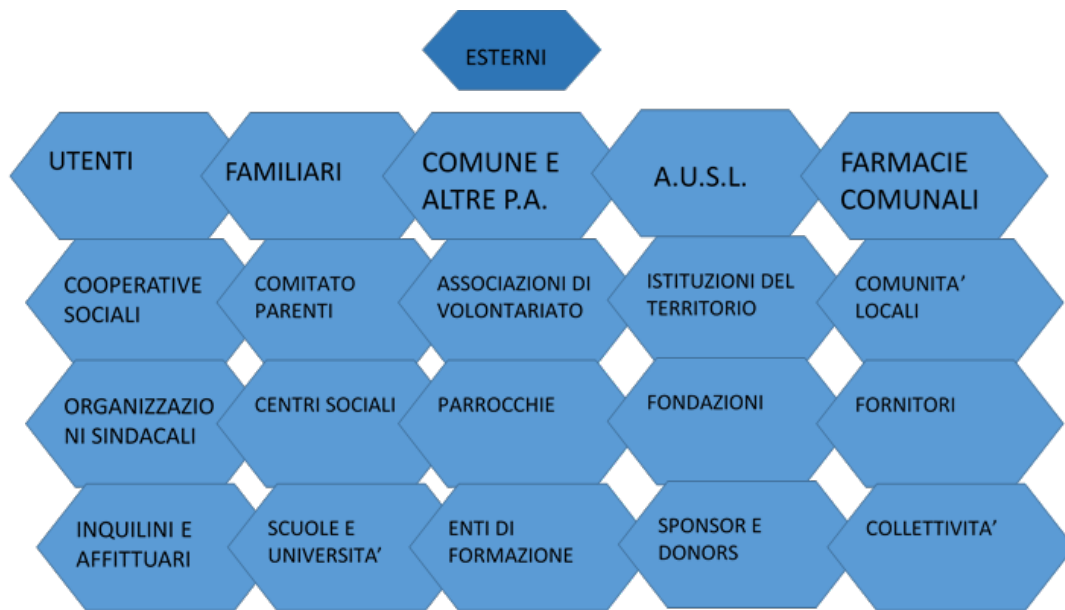 ESTERNI
UTENTI
FAMILIARI
COMUNE E
ALTRE P.A.
A.U.S.L.
FARMACIE
COMUNALI
COOPERATIVE
SOCIALI
COMITATO
PARENTI
ASSOCIAZIONI DI
VOLONTARIATO
ISTITUZIONI DEL
TERRITORIO
COMUNITA’
LOCALI
ORGANIZZAZIO
NI SINDACALI
CENTRI SOCIALI
PARROCCHIE
FONDAZIONI
FORNITORI
INQUILINI E
AFFITTUARI
SCUOLE E
UNIVERSITA’
ENTI DI
FORMAZIONE
SPONSOR E
DONORS
COLLETTIVITA’